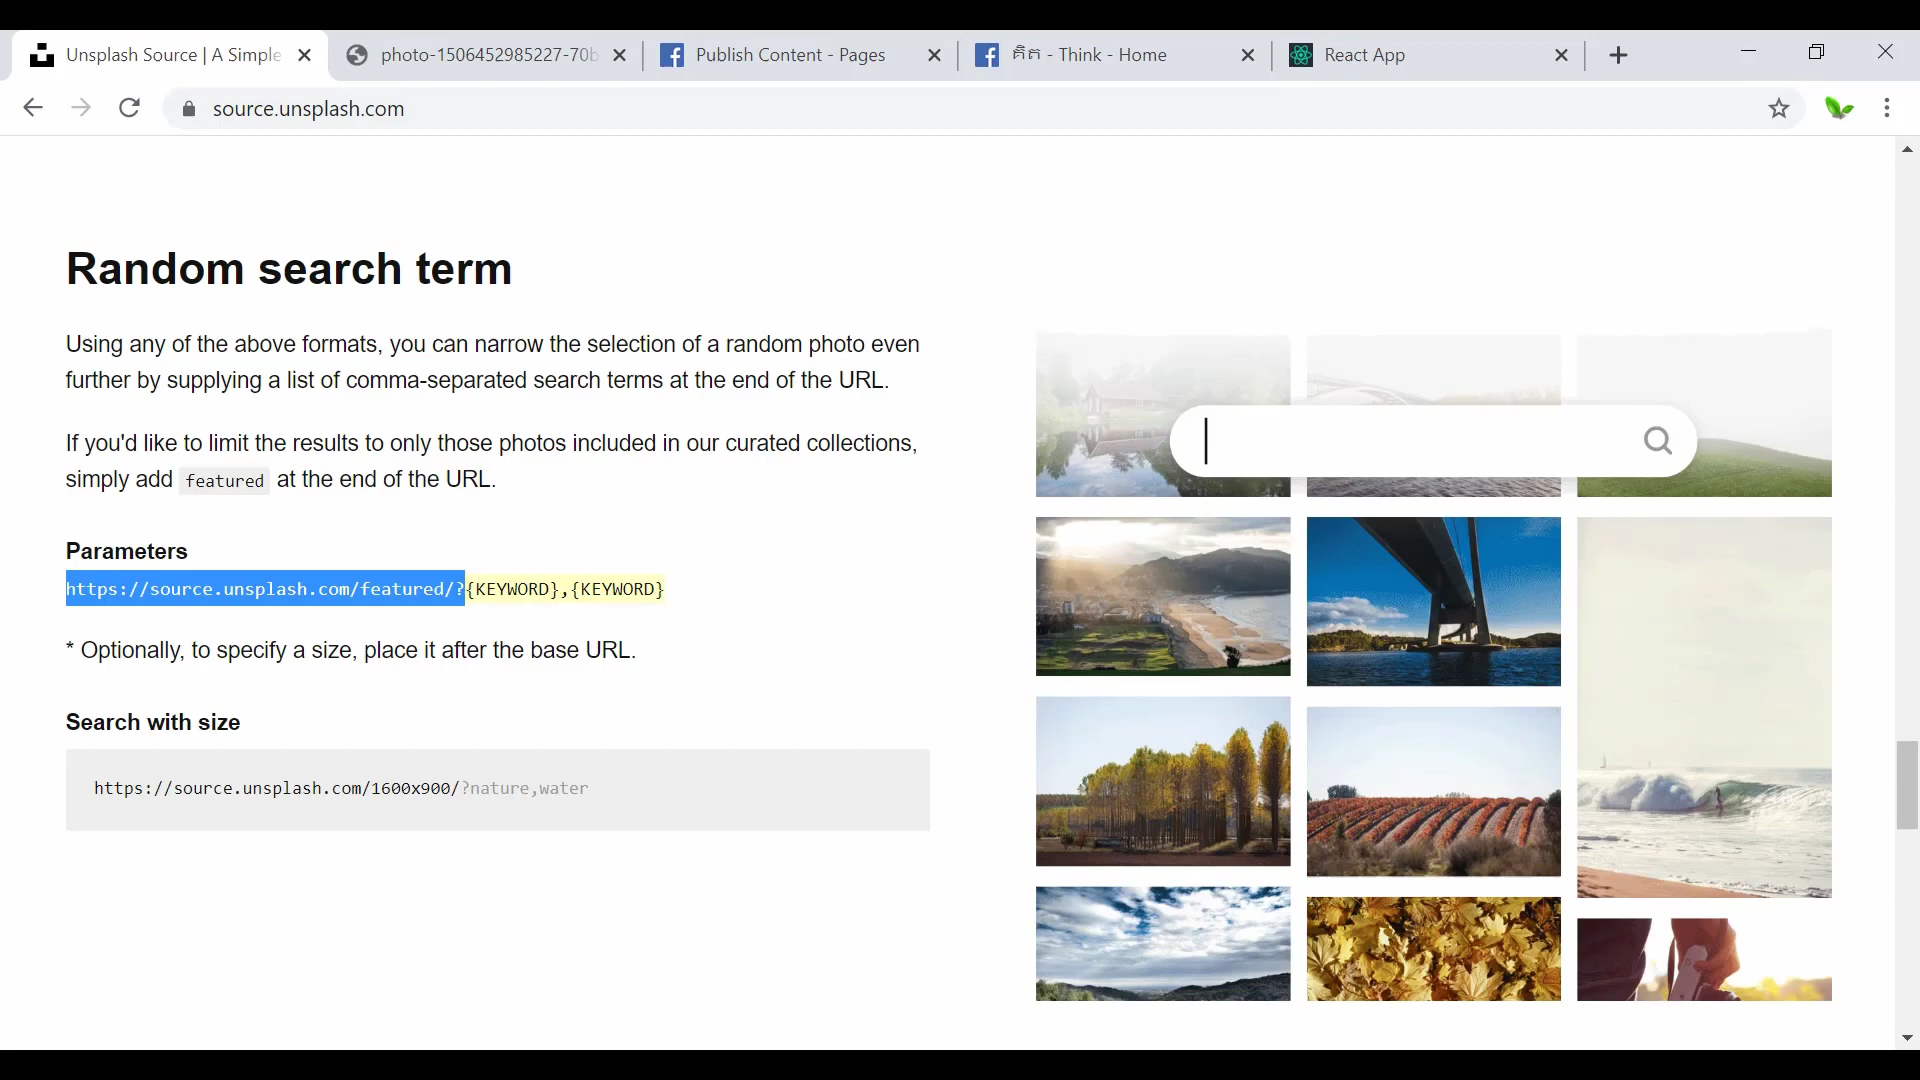 Unsplash Source | A Simple
photo-1506452985227-70b
Publish Content - Pages
គិត - Think - Home
React App
source.unsplash.com
Random search term
Using any of the above formats, you can narrow the selection of a random photo even
further by supplying a list of comma-separated search terms at the end of the URL.
If you'd like to limit the results to only those photos included in our curated collections,
simply add featured at the end of the URL.
Parameters
https://source.unsplash.com/featured/?{KEYWORD},{KEYWORD}
* Optionally, to specify a size, place it after the base URL.
Search with size
https://source.unsplash.com/1600x900/?nature,water